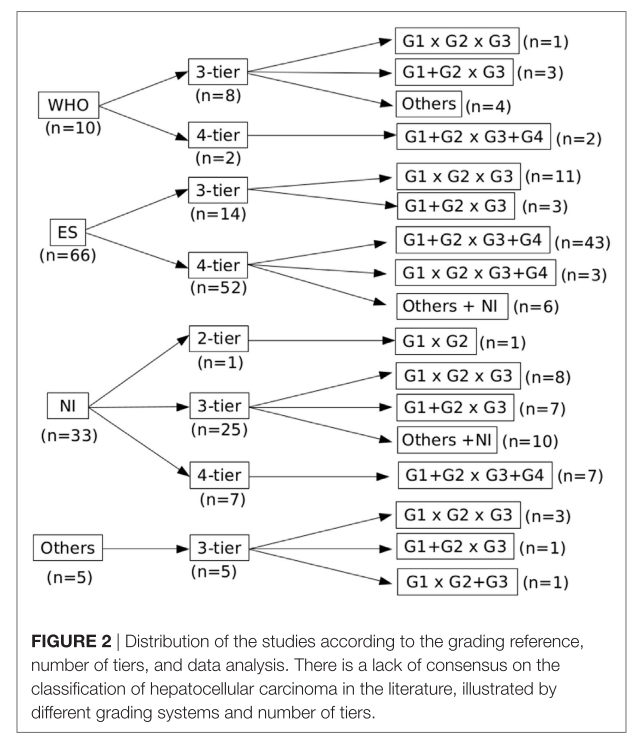 G1 x G2 x G3 (n=1)
3-tier
(n=8)
G1+G2 x G3 (n=3)
WHO
(n=10)
Others (n=4)
4-tier
(n=2)
G1+G2 x G3+G4 (n=2)
3-tier
(n=14)
G1 x G2 x G3 (n=11)
G1+G2 x G3 (n=3)
ES
(n=66)
4-tier
(n=52)
G1+G2 x G3+G4 (n=43)
G1 x G2 x G3+G4 (n=3)
Others + NI (n=6)
2-tier
(n=1)
G1 x G2 (n=1)
NI
(n=33)
3-tier
(n=25)
G1 x G2 x G3 (n=8)
G1+G2 x G3 (n=7)
Others +NI (n=10)
4-tier
(n=7)
G1+G2 x G3+G4 (n=7)
Others
(n=5)
3-tier
(n=5)
G1 x G2 x G3 (n=3)
G1+G2 x G3 (n=1)
G1 x G2+G3 (n=1)
FIGURE 2 | Distribution of the studies according to the grading reference,
number of tiers, and data analysis. There is a lack of consensus on the
classification of hepatocellular carcinoma in the literature, illustrated by
different grading systems and number of tiers.